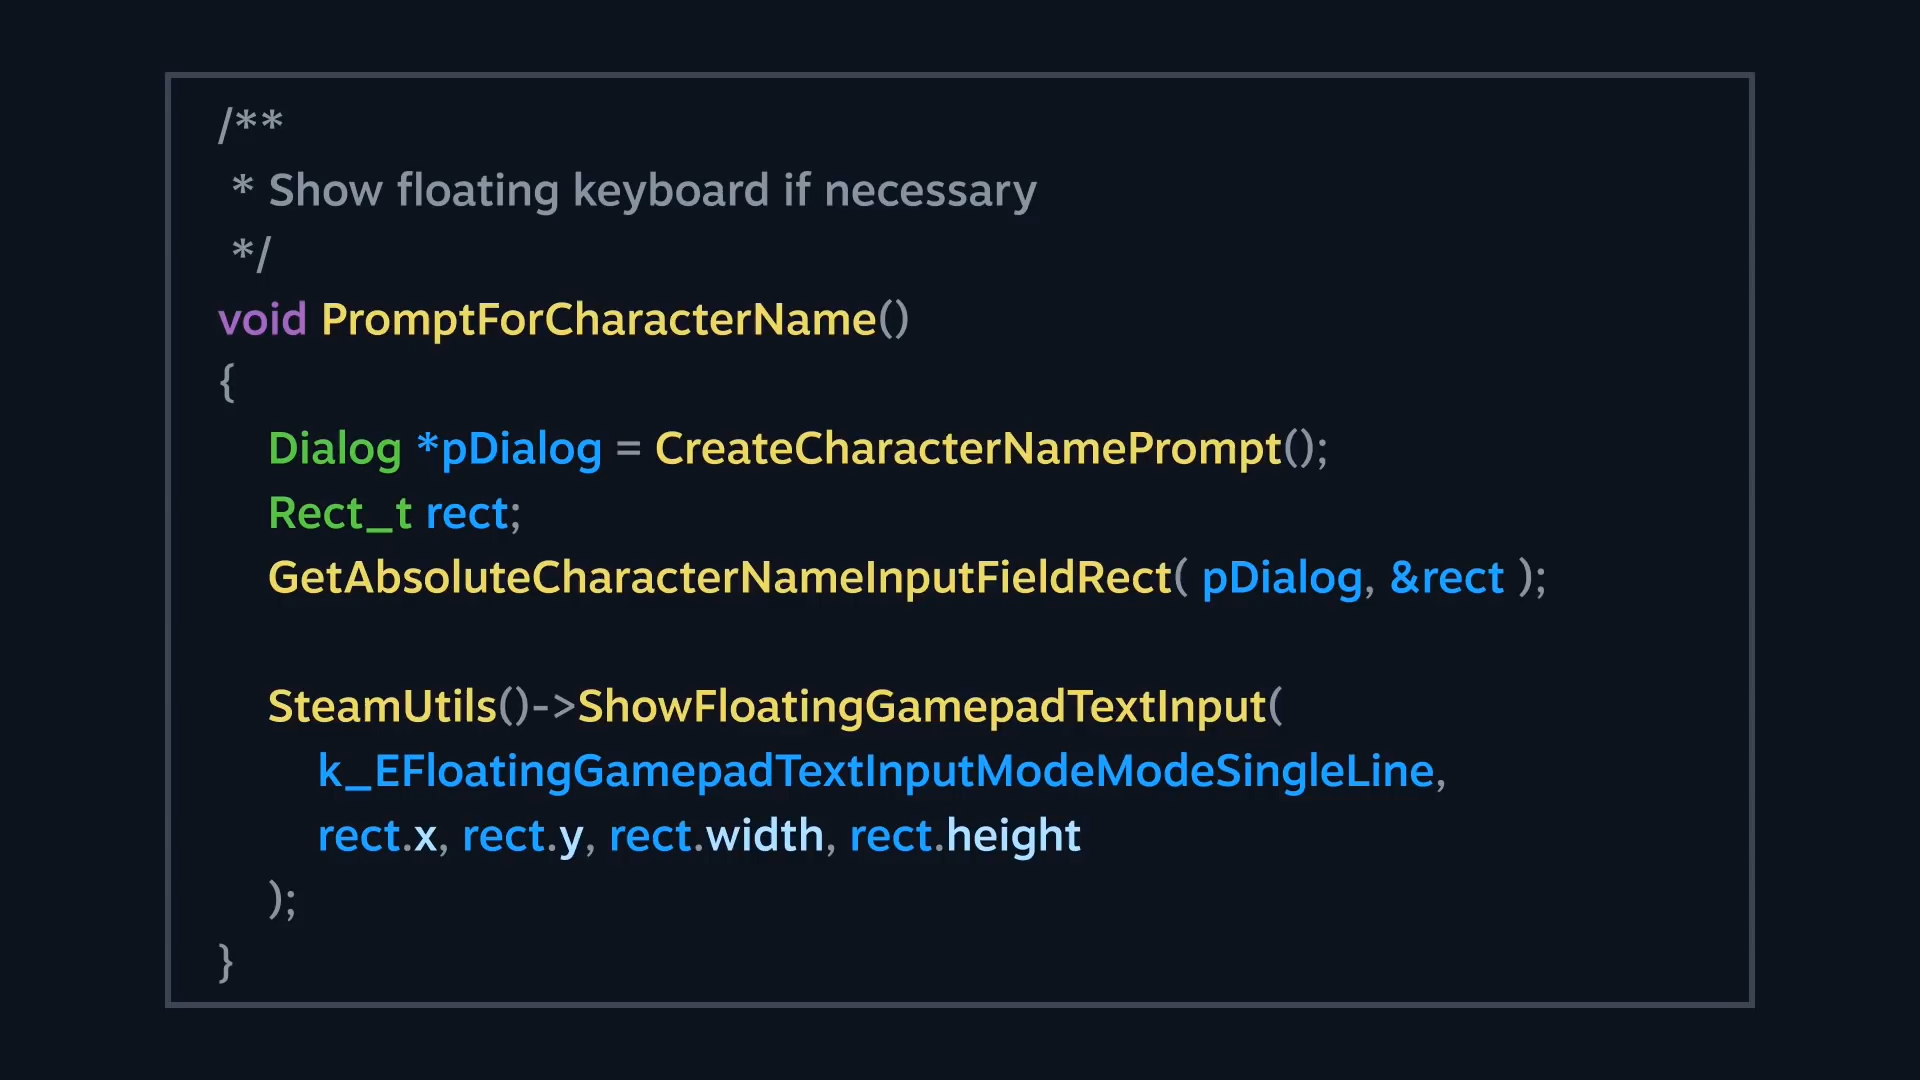 /**
 * Show floating keyboard if necessary
 */
void PromptForCharacterName()
{
    Dialog *pDialog = CreateCharacterNamePrompt();
    Rect_t rect;
    GetAbsoluteCharacterNameInputFieldRect( pDialog, &rect );

    SteamUtils()->ShowFloatingGamepadTextInput(
        k_EFloatingGamepadTextInputModeModeSingleLine,
        rect.x, rect.y, rect.width, rect.height
    );
}